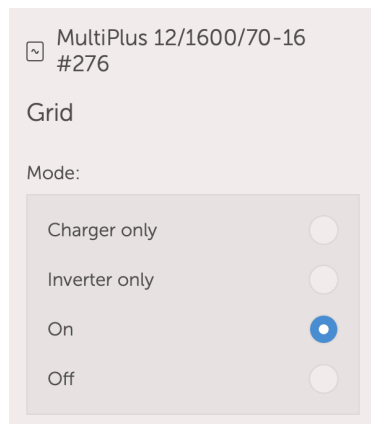 MultiPlus 12/1600/70-16
#276
Grid
Mode:
Charger only
Inverter only
On
Off